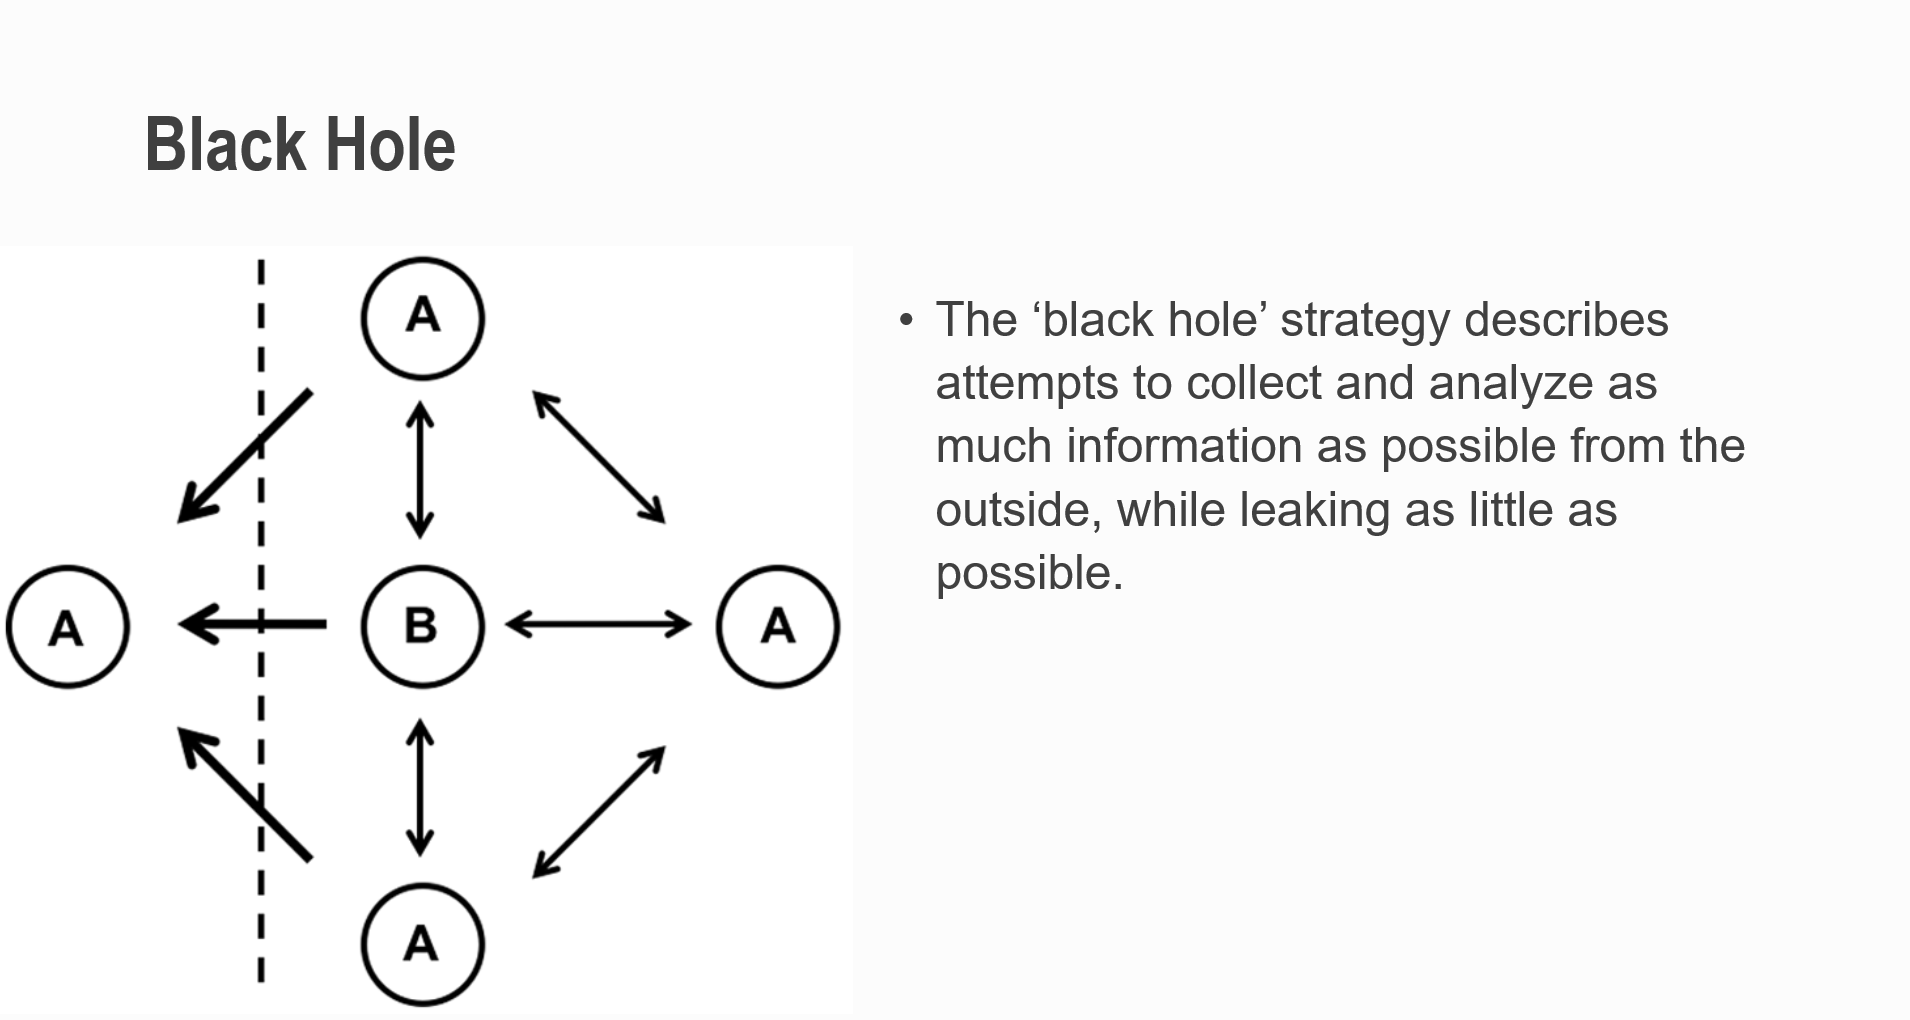 Black Hole
A
A
B
A
A
• The ‘black hole’ strategy describes
attempts to collect and analyze as
much information as possible from the
outside, while leaking as little as
possible.